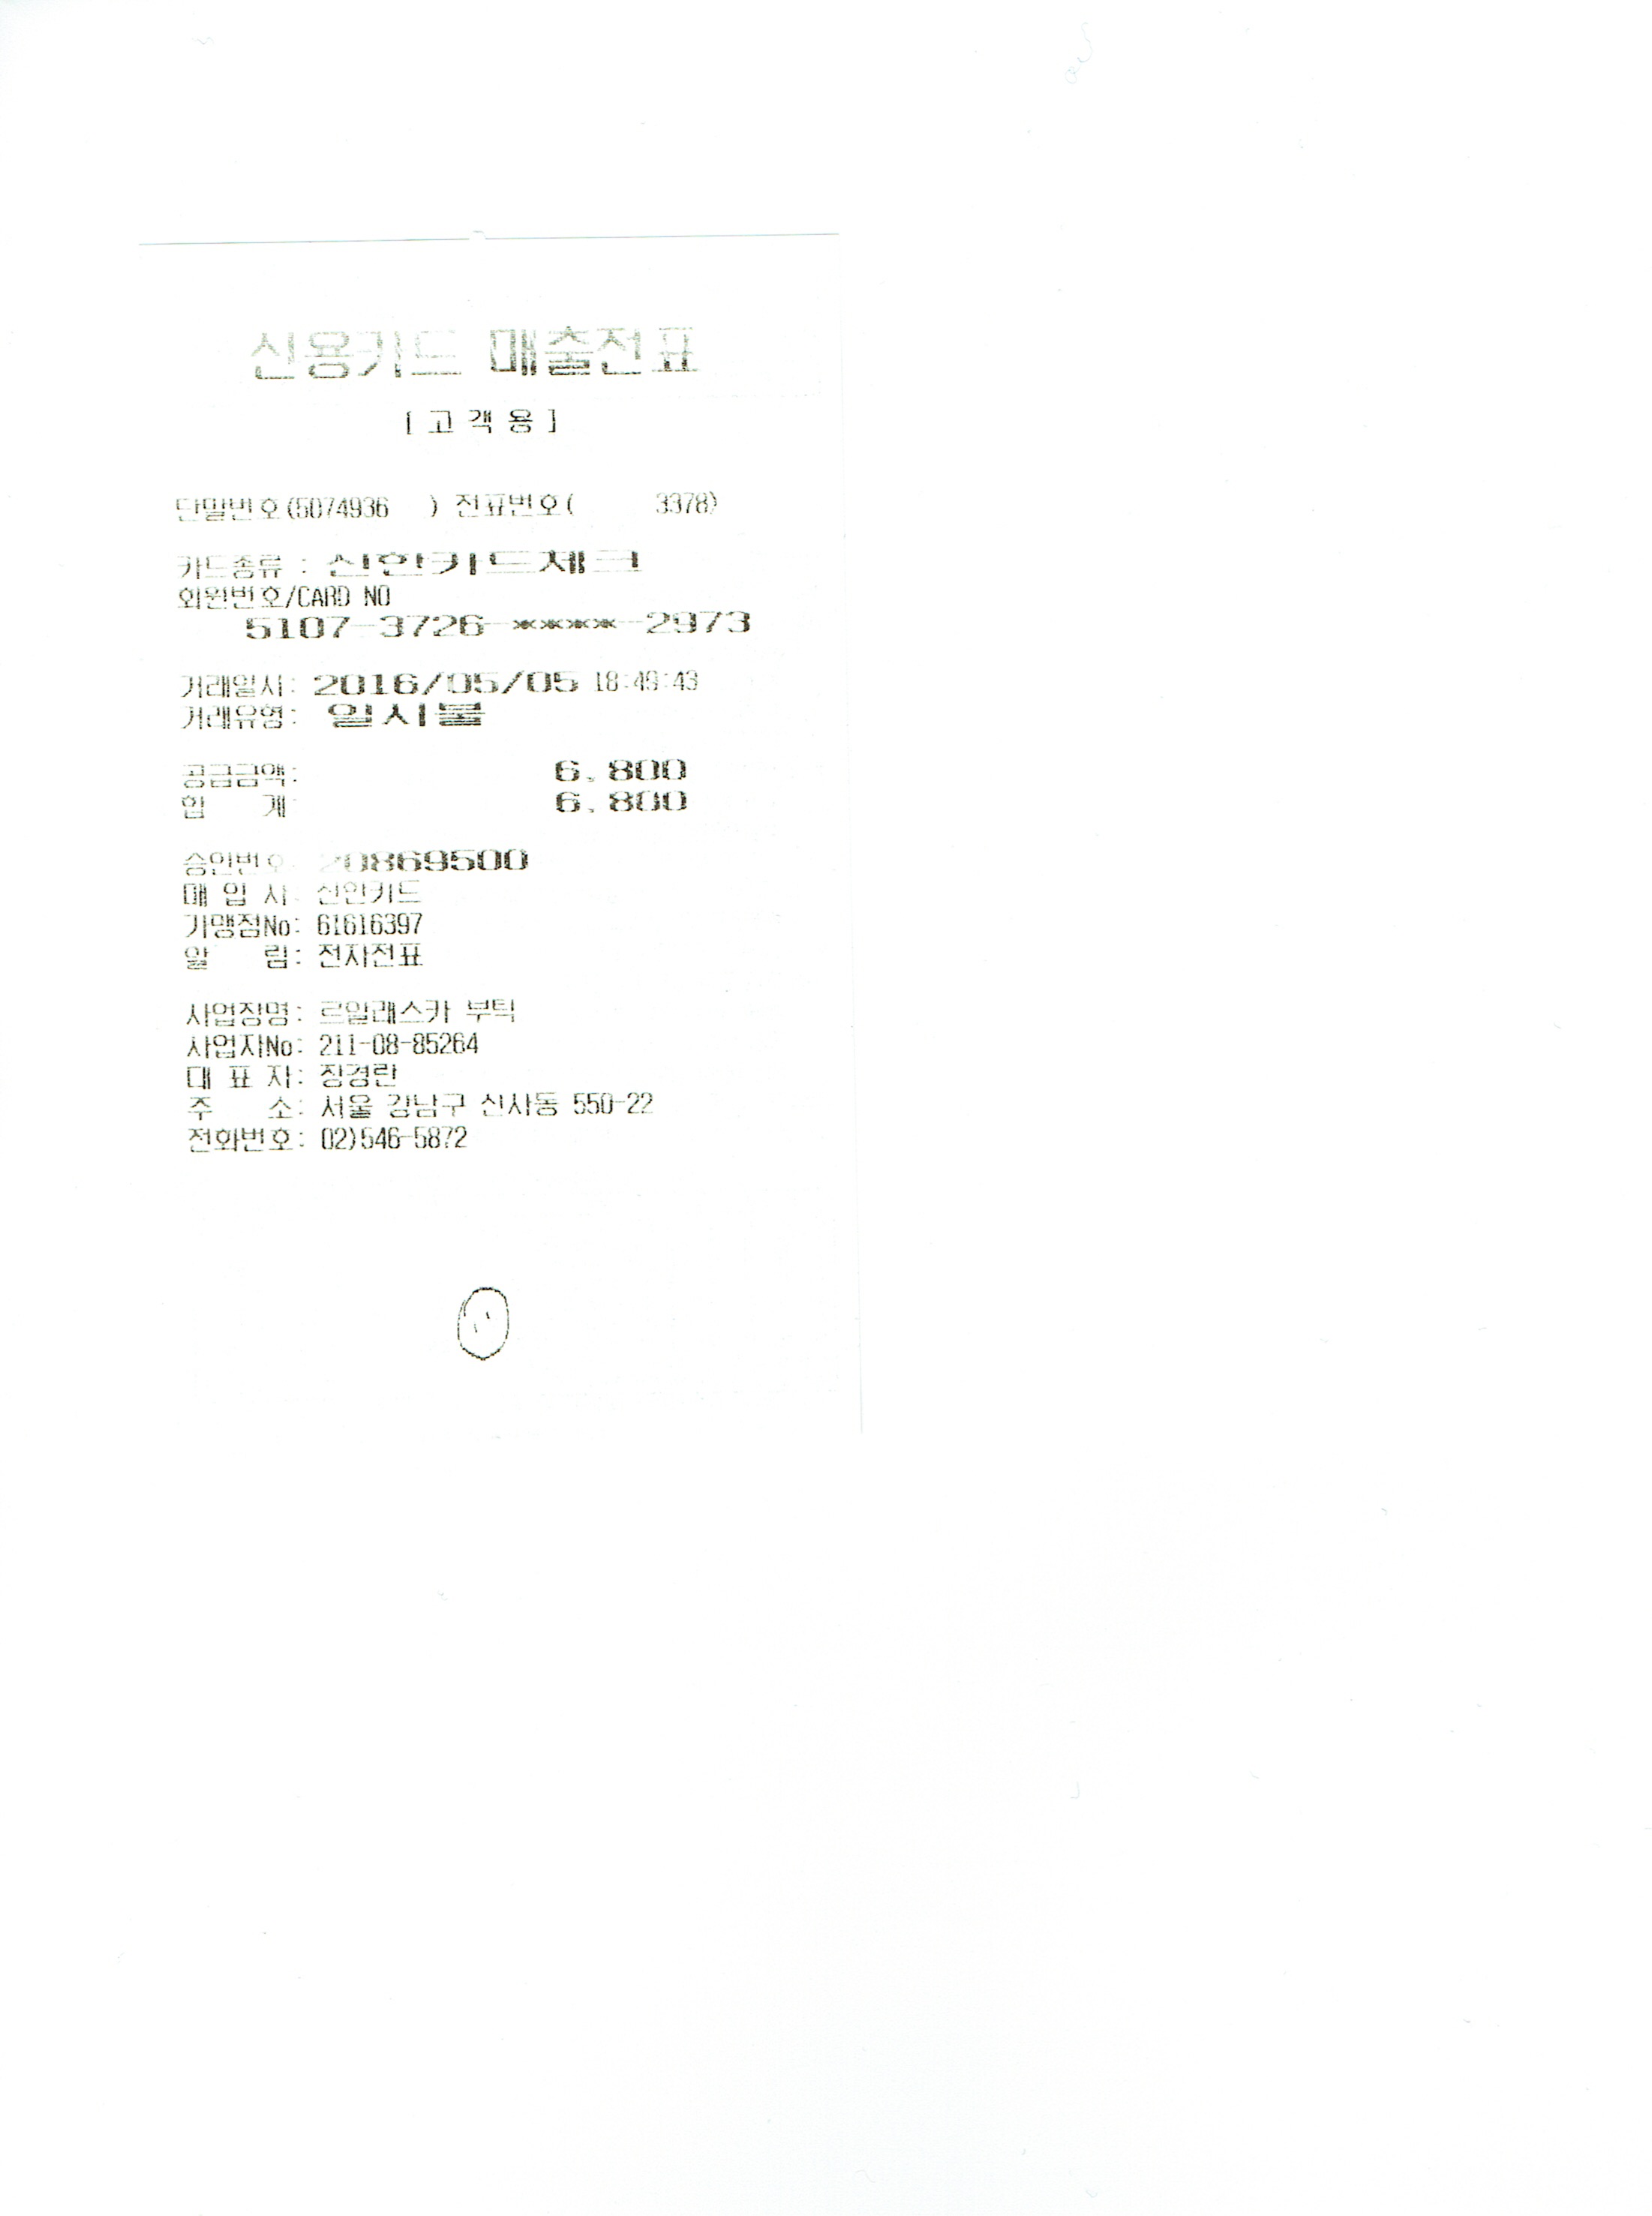 신용카드 매출전표
[ 고 객 용 ]
단말번호(5074936 ) 전표번호( 3378)
카드종류 : 신한카드체크
회원번호/CARD NO
5107-3726-****-2973
거래일시: 2016/05/05 18:49:43
거래유형: 일시불
공급금액: 6,800
합 계: 6,800
승인번호: 20869500
매 입 사: 신한카드
가맹점No: 61616397
알 림: 전자전표
사업장명: 르알래스카 부틱
사업자No: 211-08-85264
대 표 자: 장경란
주 소: 서울 강남구 신사동 550-22
전화번호: 02)546-5872